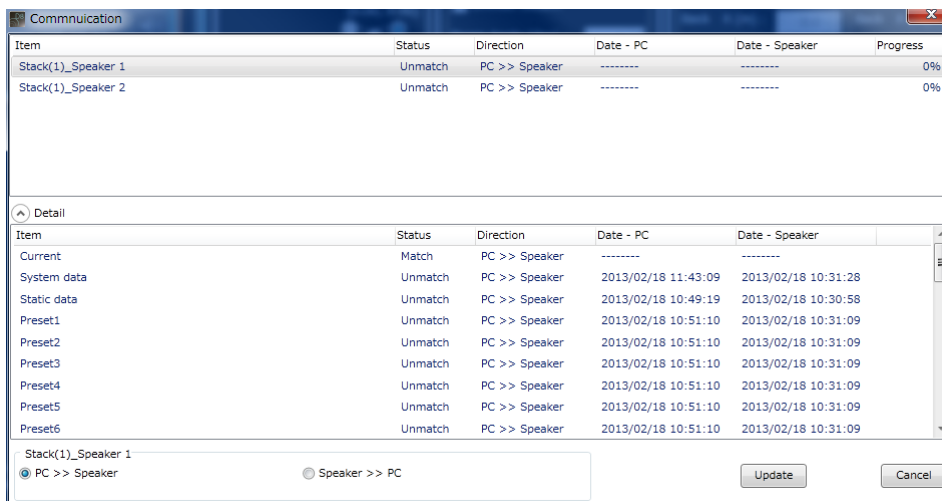 Commnuication
Item Status Direction Date - PC Date - Speaker Progress
Stack(1)_Speaker 1 Unmatch PC >> Speaker -------- -------- 0%
Stack(1)_Speaker 2 Unmatch PC >> Speaker -------- -------- 0%
Detail
Item Status Direction Date - PC Date - Speaker
Current Match PC >> Speaker -------- --------
System data Unmatch PC >> Speaker 2013/02/18 11:43:09 2013/02/18 10:31:28
Static data Unmatch PC >> Speaker 2013/02/18 10:49:19 2013/02/18 10:30:58
Preset1 Unmatch PC >> Speaker 2013/02/18 10:51:10 2013/02/18 10:31:09
Preset2 Unmatch PC >> Speaker 2013/02/18 10:51:10 2013/02/18 10:31:09
Preset3 Unmatch PC >> Speaker 2013/02/18 10:51:10 2013/02/18 10:31:09
Preset4 Unmatch PC >> Speaker 2013/02/18 10:51:10 2013/02/18 10:31:09
Preset5 Unmatch PC >> Speaker 2013/02/18 10:51:10 2013/02/18 10:31:09
Preset6 Unmatch PC >> Speaker 2013/02/18 10:51:10 2013/02/18 10:31:09
Stack(1)_Speaker 1
PC >> Speaker Speaker >> PC Update Cancel